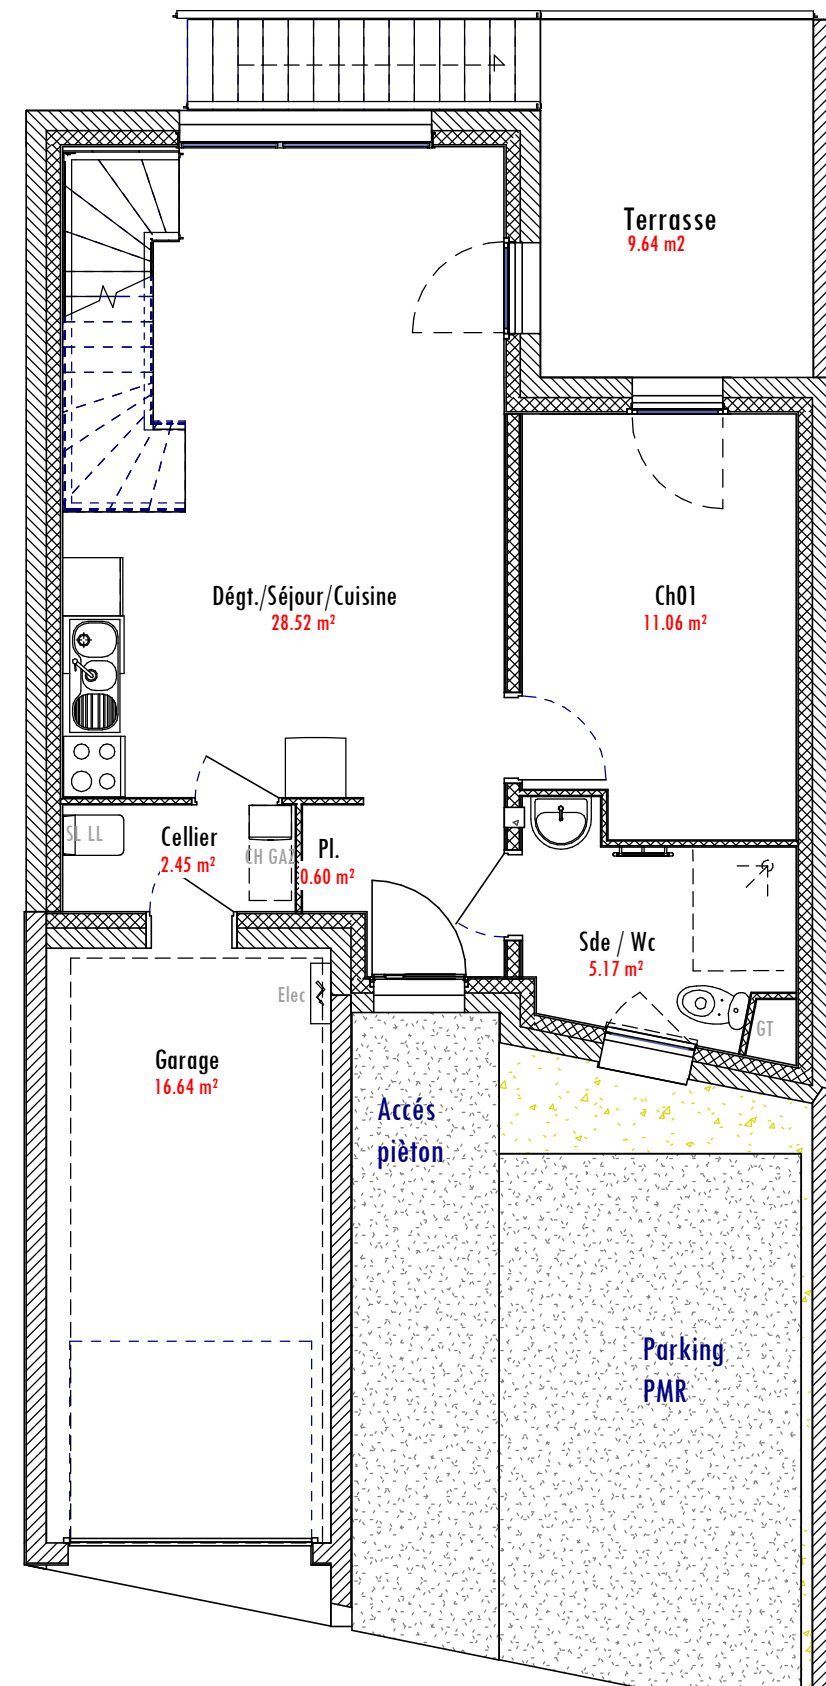 Terrasse
9.64 m2
Dégt./Séjour/Cuisine
28.52 m²
Ch01
11.06 m²
SL LL
Cellier
2.45 m²
CH GAZ
Pl.
0.60 m²
Sde / Wc
5.17 m²
Elec
GT
Garage
16.64 m²
Accés
pièton
Parking
PMR